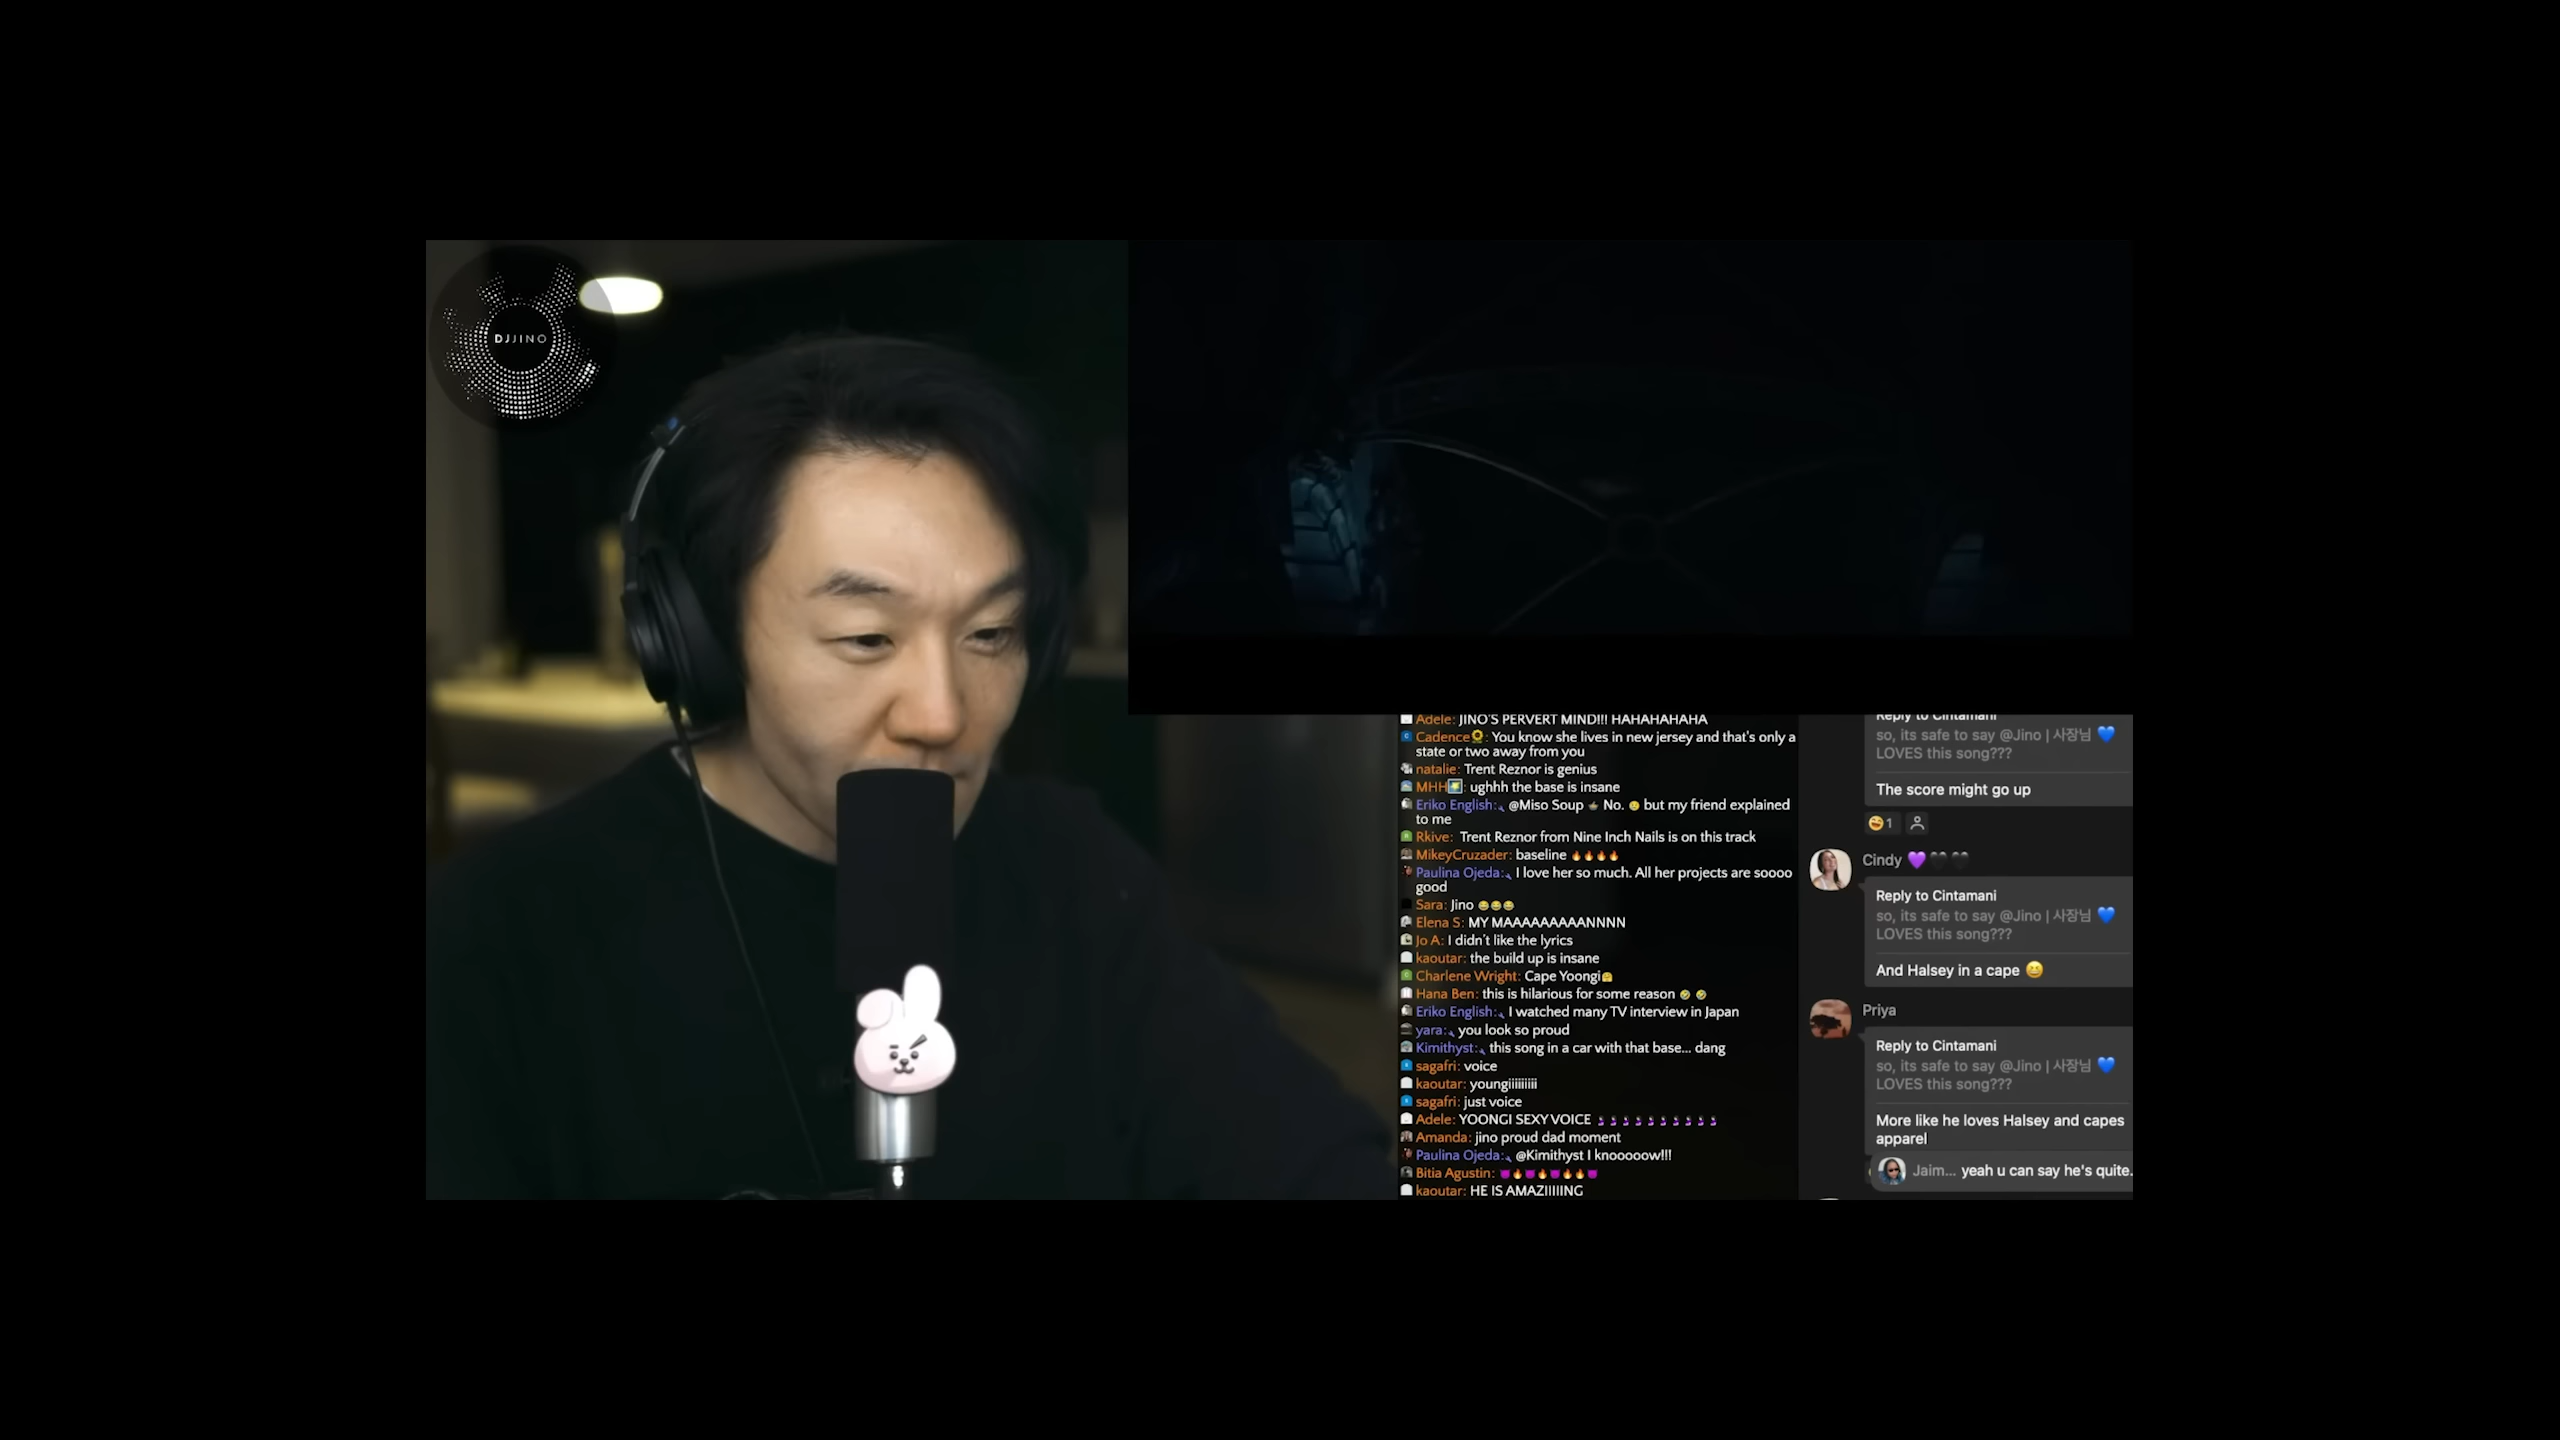 DJJINO
Adele: JINO'S PERVERT MIND!!! HAHAHAHAHA
Cadence🌻: You know she lives in new jersey and that's only a
state or two away from you
natalie: Trent Reznor is genius
MHH: ughhh the base is insane
Eriko English: @Miso Soup 🍲 No. 😢 but my friend explained
to me
Rkive: Trent Reznor from Nine Inch Nails is on this track
MikeyCruzader: baseline 🔥🔥🔥🔥
Paulina Ojeda: I love her so much. All her projects are soooo
good
Sara: Jino 😂😂😂
Elena S: MY MAAAAAAAAANNNN
Jo A: I didn't like the lyrics
kaoutar: the build up is insane
Charlene Wright: Cape Yoongi🤗
Hana Ben: this is hilarious for some reason 🤣 🤣
Eriko English: I watched many TV interview in Japan
yara: you look so proud
Kimithyst: this song in a car with that base... dang
sagafri: voice
kaoutar: youngiiiiiiiii
sagafri: just voice
Adele: YOONGI SEXY VOICE
Amanda: jino proud dad moment
Paulina Ojeda: @Kimithyst I knooooow!!!
Bitia Agustin: 😈🔥😈🔥😈🔥🔥😈
kaoutar: HE IS AMAZIIIIING
Reply to Cintamani
so, its safe to say @Jino | 사장님 💙
LOVES this song???
The score might go up
😆 1
Cindy 💜🖤🖤
Reply to Cintamani
so, its safe to say @Jino | 사장님 💙
LOVES this song???
And Halsey in a cape 😆
Priya
Reply to Cintamani
so, its safe to say @Jino | 사장님 💙
LOVES this song???
More like he loves Halsey and capes
apparel
Jaim... yeah u can say he's quite.